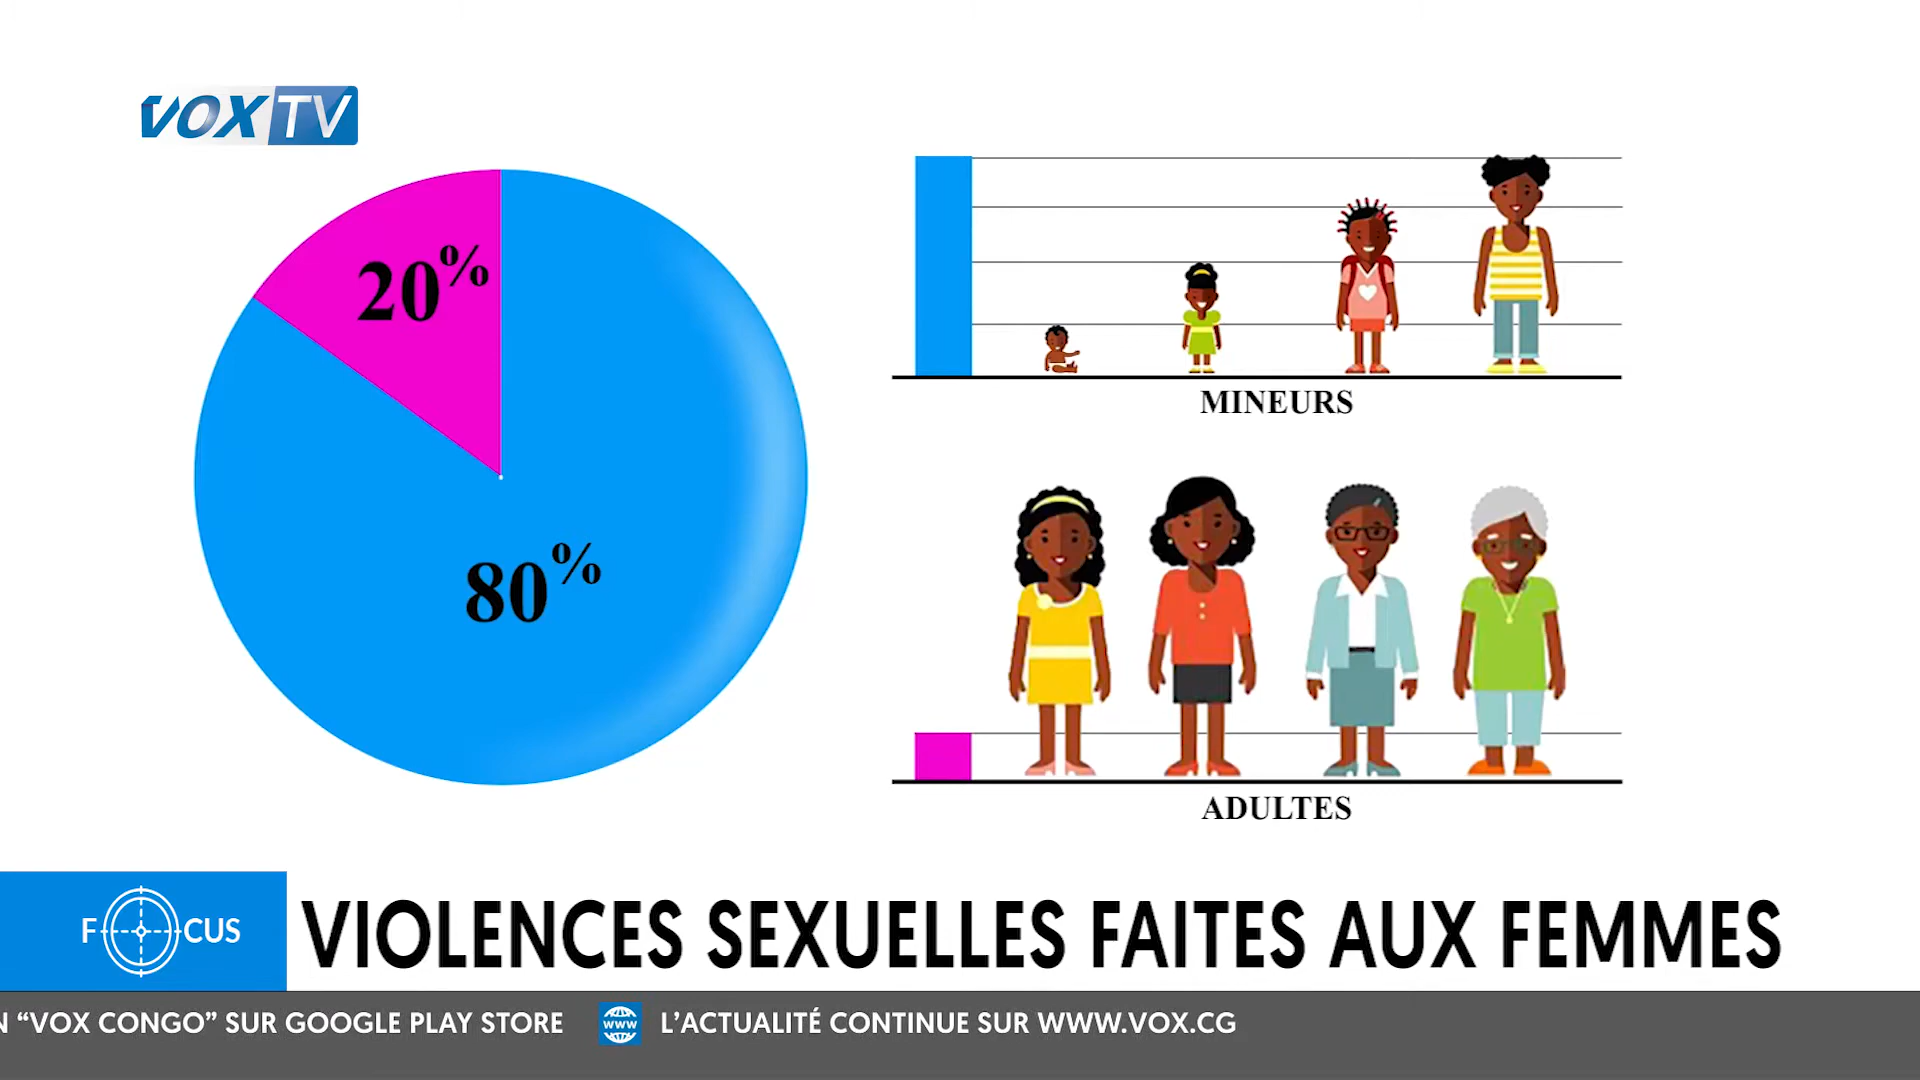 VOX TV
20%
80%
MINEURS
ADULTES
FOCUS
VIOLENCES SEXUELLES FAITES AUX FEMMES
N “VOX CONGO” SUR GOOGLE PLAY STORE
WWW
L’ACTUALITÉ CONTINUE SUR WWW.VOX.CG